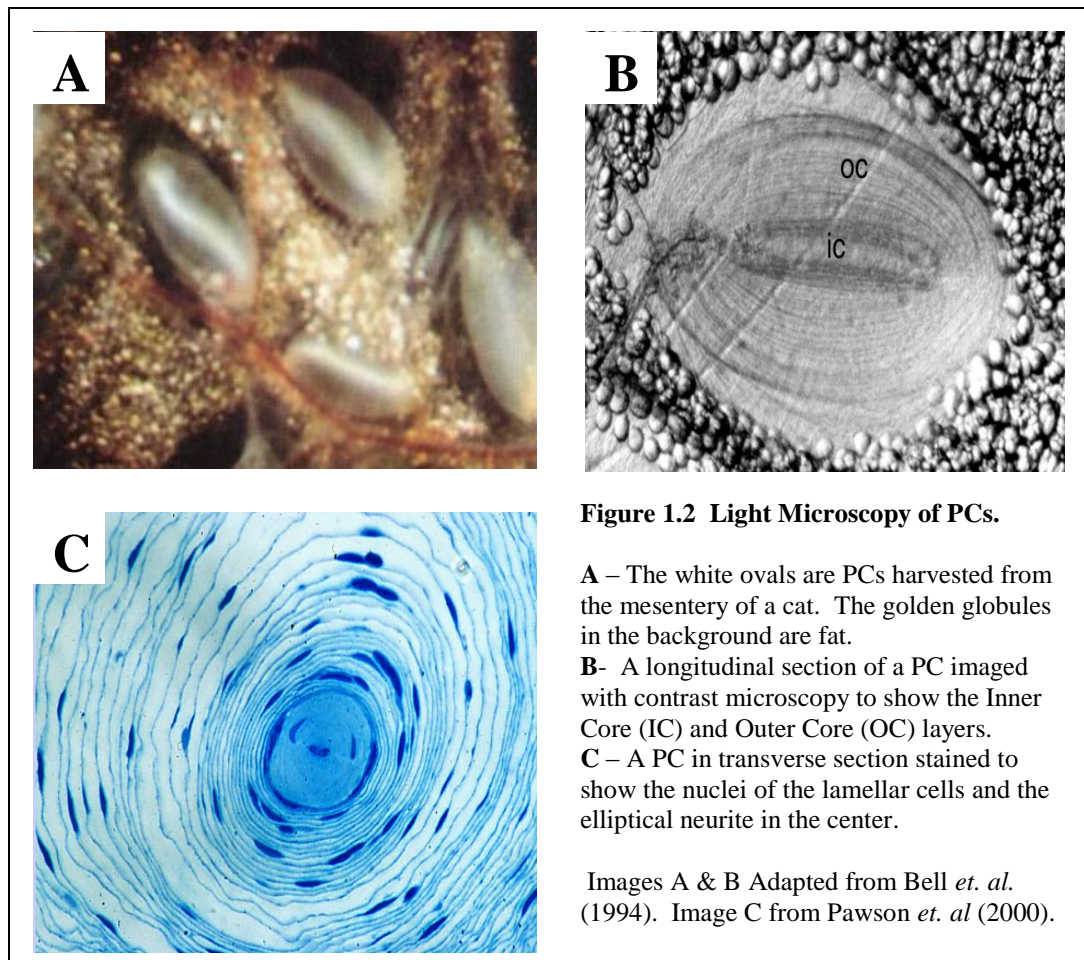 A
B
oc
ic
C
Figure 1.2 Light Microscopy of PCs.
A – The white ovals are PCs harvested from
the mesentery of a cat. The golden globules
in the background are fat.
B- A longitudinal section of a PC imaged
with contrast microscopy to show the Inner
Core (IC) and Outer Core (OC) layers.
C – A PC in transverse section stained to
show the nuclei of the lamellar cells and the
elliptical neurite in the center.
Images A & B Adapted from Bell et. al.
(1994). Image C from Pawson et. al (2000).